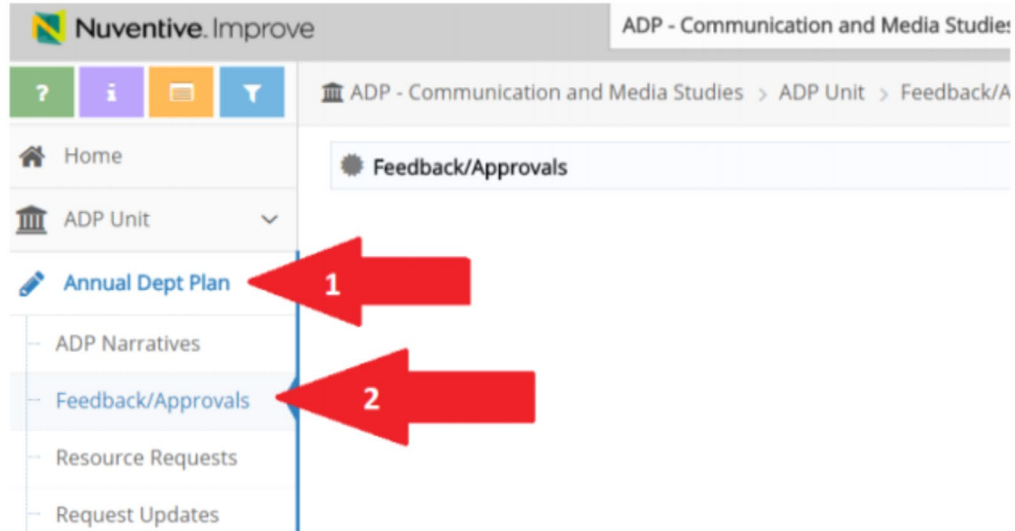 Nuventive. Improve
ADP - Communication and Media Studies
? i
ADP - Communication and Media Studies > ADP Unit > Feedback/A
Home
Feedback/Approvals
ADP Unit
Annual Dept Plan
1
ADP Narratives
Feedback/Approvals
2
Resource Requests
Request Updates